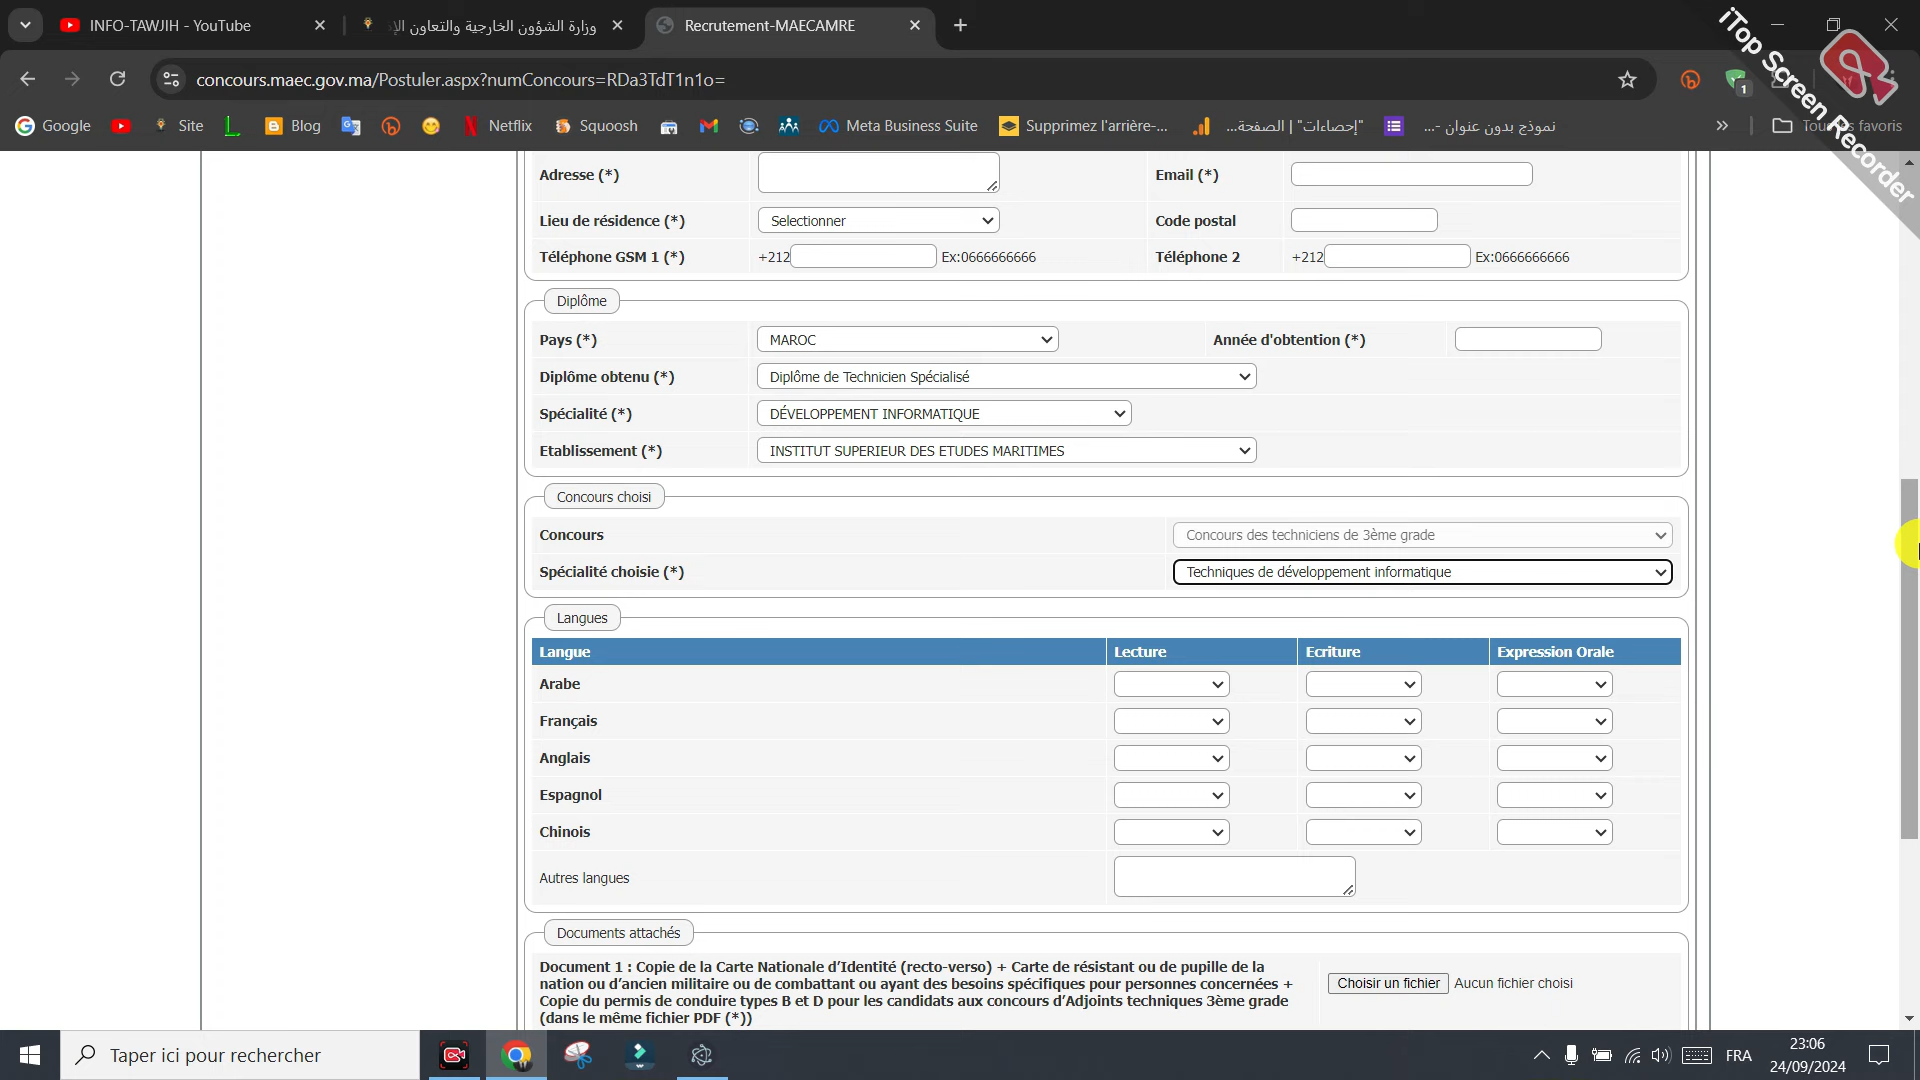 INFO-TAWJIH - YouTube
وزارة الشؤون الخارجية والتعاون الإ
Recrutement-MAECAMRE
concours.maec.gov.ma/Postuler.aspx?numConcours=RDa3TdT1n1o=
1
Google
Site
Blog
Netflix
Squoosh
Meta Business Suite
Supprimez l'arrière-...
إحصاءات" | الصفحة...
نموذج بدون عنوان -...
Tous les favoris
iTop Screen Recorder
Adresse (*)
Email (*)
Lieu de résidence (*)
Selectionner
Code postal
Téléphone GSM 1 (*)
+212
Ex:0666666666
Téléphone 2
+212
Ex:0666666666
Diplôme
Pays (*)
MAROC
Année d'obtention (*)
Diplôme obtenu (*)
Diplôme de Technicien Spécialisé
Spécialité (*)
DÉVELOPPEMENT INFORMATIQUE
Etablissement (*)
INSTITUT SUPERIEUR DES ETUDES MARITIMES
Concours choisi
Concours
Concours des techniciens de 3ème grade
Spécialité choisie (*)
Techniques de développement informatique
Langues
Langue Lecture Ecriture Expression Orale
Arabe
Français
Anglais
Espagnol
Chinois
Autres langues
Documents attachés
Document 1 : Copie de la Carte Nationale d'Identité (recto-verso) + Carte de résistant ou de pupille de la
nation ou d'ancien militaire ou de combattant ou ayant des besoins spécifiques pour personnes concernées +
Copie du permis de conduire types B et D pour les candidats aux concours d'Adjoints techniques 3ème grade
(dans le même fichier PDF (*))
Choisir un fichier Aucun fichier choisi
Taper ici pour rechercher
FRA
23:06
24/09/2024